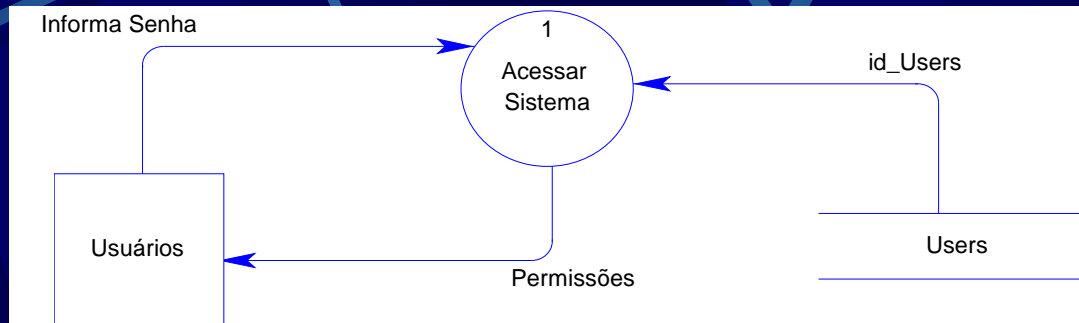 Informa Senha
1
Acessar
Sistema
id_Users
Usuários
Users
Permissões